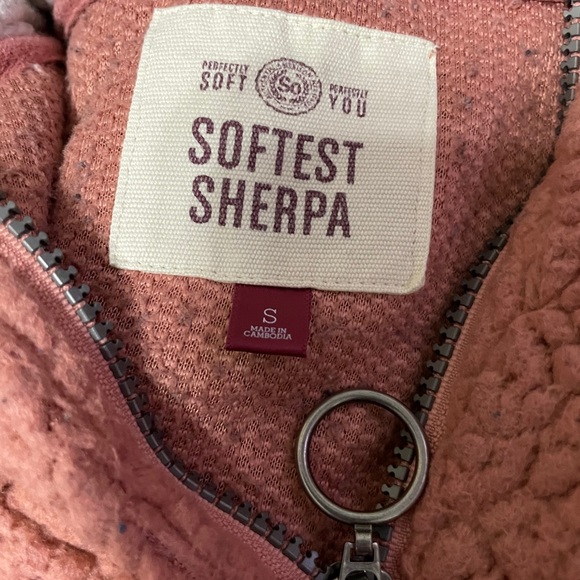 PERFECTLY
SOFT
So
PERFECTLY
YOU
SOFTEST
SHERPA
S
MADE IN
CAMBODIA